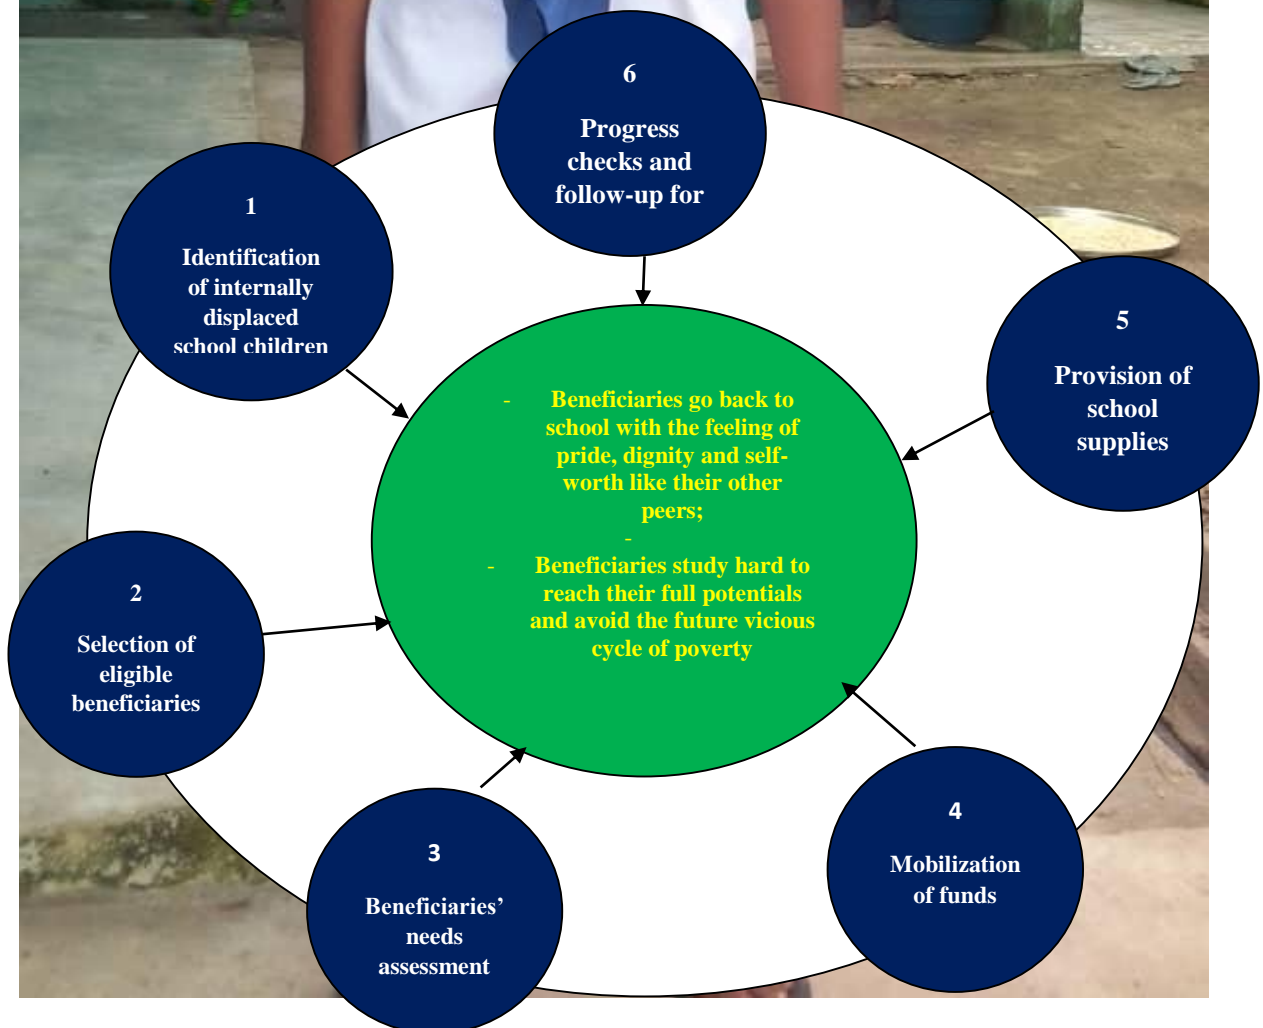 1
Identification
of internally
displaced
school children
2
Selection of
eligible
beneficiaries
3
Beneficiaries’
needs
assessment
4
Mobilization
of funds
5
Provision of
school
supplies
6
Progress
checks and
follow-up for
- Beneficiaries go back to
school with the feeling of
pride, dignity and self-
worth like their other
peers;
-
- Beneficiaries study hard to
reach their full potentials
and avoid the future vicious
cycle of poverty